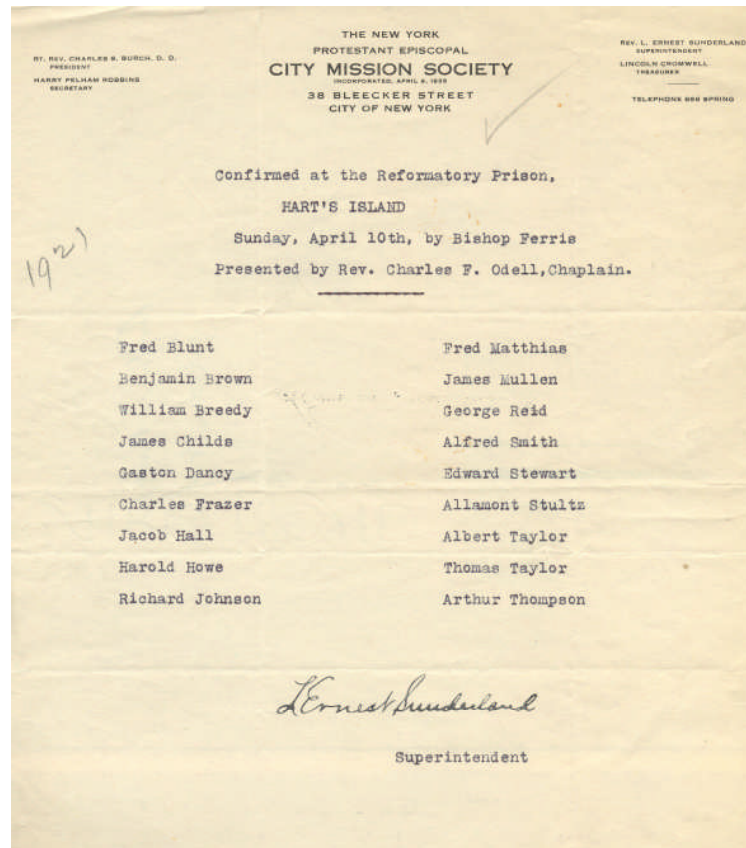 THE NEW YORK
PROTESTANT EPISCOPAL
CITY MISSION SOCIETY
INCORPORATED, APRIL
38 BLEECKER STREET
CITY OF NEW YORK
RT. REV. CHARLES S. BURCH, D. D.
PRESIDENT
HARRY PELHAM ROBBINS
SECRETARY
REV. L. ERNEST SUNDERLAND
SUPERINTENDENT
LINCOLN CROMWELL
TREASURER
TELEPHONE SPRING
1921
Confirmed at the Reformatory Prison,
HART'S ISLAND
Sunday, April 10th, by Bishop Ferris
Presented by Rev. Charles F. Odell,Chaplain.
Fred Blunt
Benjamin Brown
William Breedy
James Childs
Gaston Dancy
Charles Frazer
Jacob Hall
Harold Howe
Richard Johnson
Fred Matthias
James Mullen
George Reid
Alfred Smith
Edward Stewart
Allamont Stultz
Albert Taylor
Thomas Taylor
Arthur Thompson
L Ernest Sunderland
Superintendent